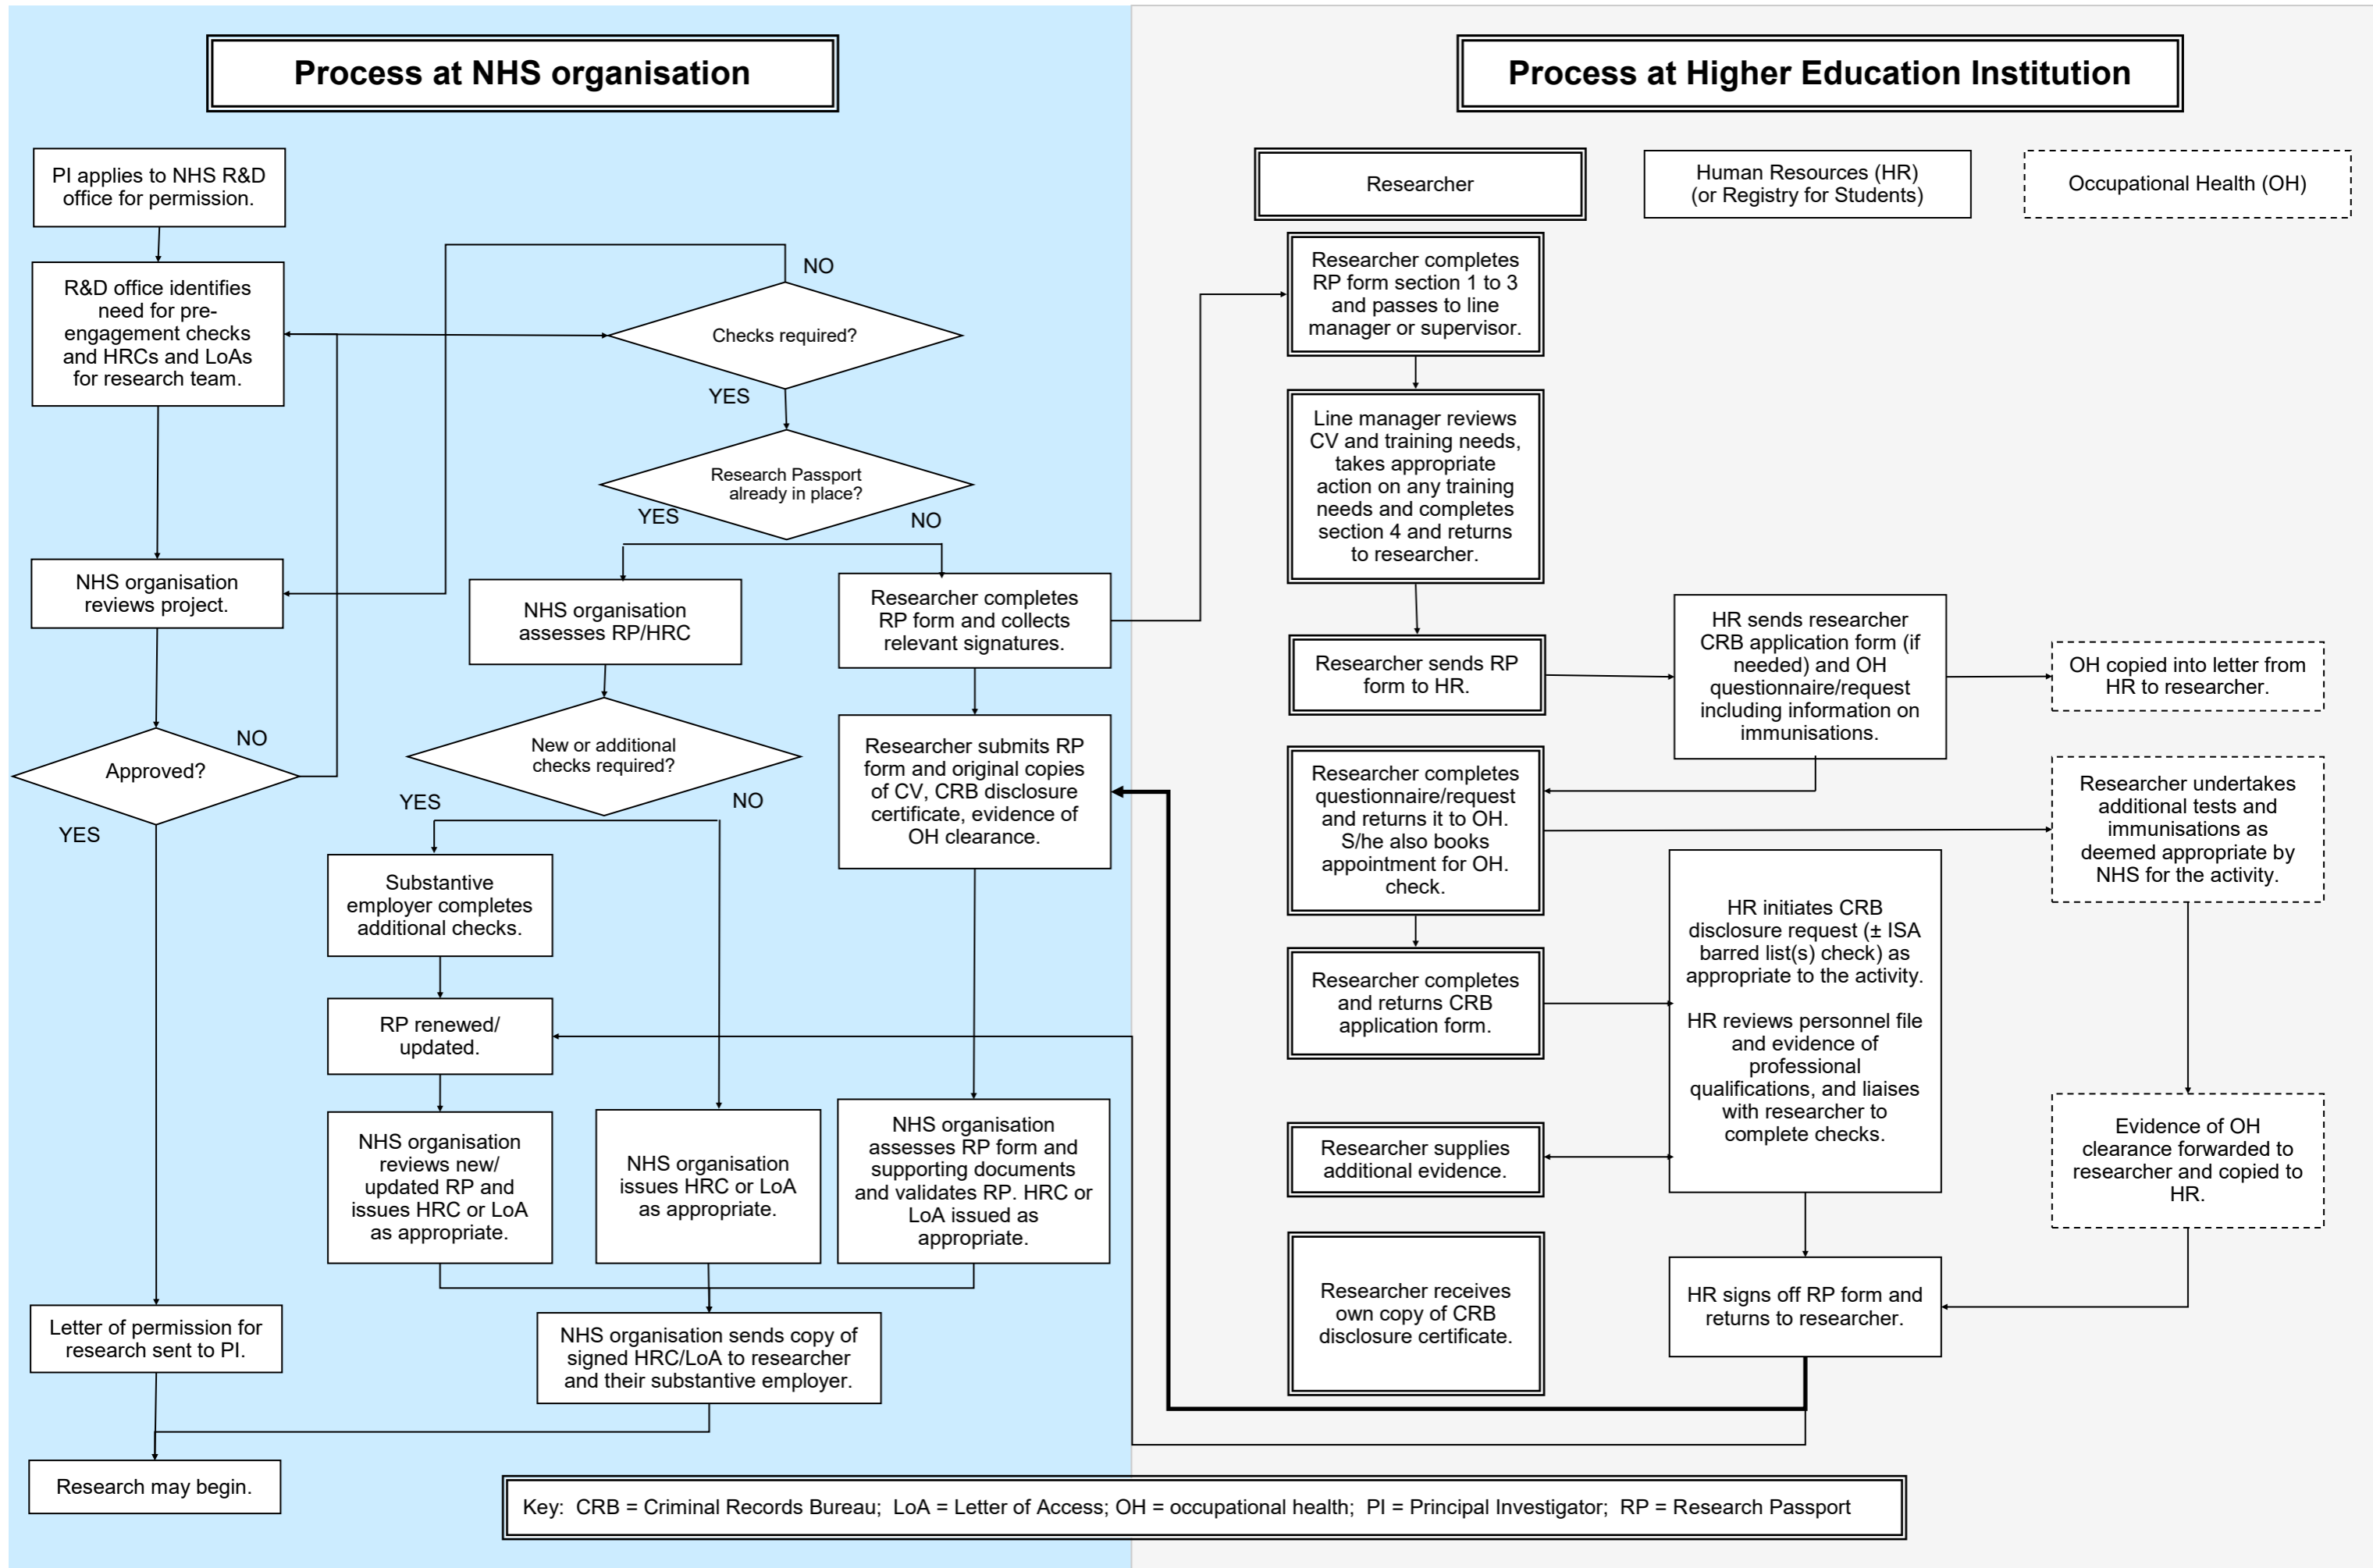 Process at NHS organisation
PI applies to NHS R&D
office for permission.
R&D office identifies
need for pre-
engagement checks
and HRCs and LoAs
for research team.
NO
Checks required?
YES
Research Passport
already in place?
YES
NO
NHS organisation
reviews project.
NHS organisation
assesses RP/HRC
Researcher completes
RP form and collects
relevant signatures.
Approved?
NO
YES
New or additional
checks required?
YES
NO
Researcher submits RP
form and original copies
of CV, CRB disclosure
certificate, evidence of
OH clearance.
Substantive
employer completes
additional checks.
RP renewed/
updated.
NHS organisation
reviews new/
updated RP and
issues HRC or LoA
as appropriate.
NHS organisation
issues HRC or LoA
as appropriate.
NHS organisation
assesses RP form and
supporting documents
and validates RP. HRC or
LoA issued as
appropriate.
Letter of permission for
research sent to PI.
NHS organisation sends copy of
signed HRC/LoA to researcher
and their substantive employer.
Research may begin.
Process at Higher Education Institution
Researcher
Human Resources (HR)
(or Registry for Students)
Occupational Health (OH)
Researcher completes
RP form section 1 to 3
and passes to line
manager or supervisor.
Line manager reviews
CV and training needs,
takes appropriate
action on any training
needs and completes
section 4 and returns
to researcher.
Researcher sends RP
form to HR.
HR sends researcher
CRB application form (if
needed) and OH
questionnaire/request
including information on
immunisations.
OH copied into letter from
HR to researcher.
Researcher completes
questionnaire/request
and returns it to OH.
S/he also books
appointment for OH.
check.
Researcher undertakes
additional tests and
immunisations as
deemed appropriate by
NHS for the activity.
Researcher completes
and returns CRB
application form.
HR initiates CRB
disclosure request (± ISA
barred list(s) check) as
appropriate to the activity.
HR reviews personnel file
and evidence of
professional
qualifications, and liaises
with researcher to
complete checks.
Researcher supplies
additional evidence.
Evidence of OH
clearance forwarded to
researcher and copied to
HR.
Researcher receives
own copy of CRB
disclosure certificate.
HR signs off RP form and
returns to researcher.
Key: CRB = Criminal Records Bureau; LoA = Letter of Access; OH = occupational health; PI = Principal Investigator; RP = Research Passport